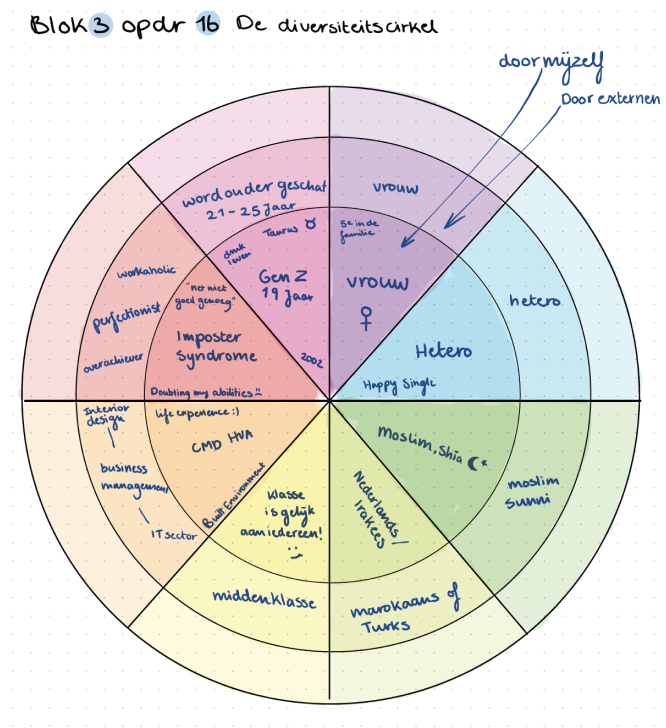 Blok 3 opdr 16 De diversiteitscirkel
door mijzelf
Door externen
word ouder geschat
21-25 Jaar
Taurus ♉
druk
leven
Gen Z
19 Jaar
2002
vrouw
5e in de
familie
vrouw
♀
hetero
Hetero
Happy Single
moslim
sunni
Moslim, Shia ☪
Nederlands/
Irakees
marokaans of
Turks
Klasse
is gelijk
aan iedereen!
:)
middenklasse
life experience :)
CMD HVA
Built Environment
Interior
design
business
management
IT sector
workaholic
perfectionist
overachiever
"net niet
goed genoeg"
Imposter
syndrome
Doubting my abilities